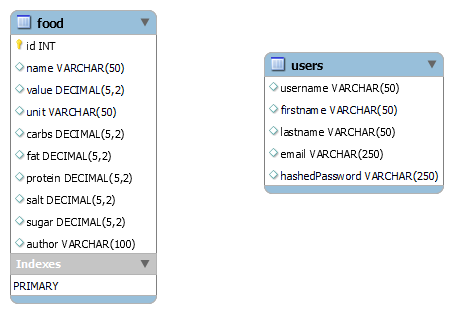 food
id INT
name VARCHAR(50)
value DECIMAL(5,2)
unit VARCHAR(50)
carbs DECIMAL(5,2)
fat DECIMAL(5,2)
protein DECIMAL(5,2)
salt DECIMAL(5,2)
sugar DECIMAL(5,2)
author VARCHAR(100)
Indexes
PRIMARY
users
username VARCHAR(50)
firstname VARCHAR(50)
lastname VARCHAR(50)
email VARCHAR(250)
hashedPassword VARCHAR(250)